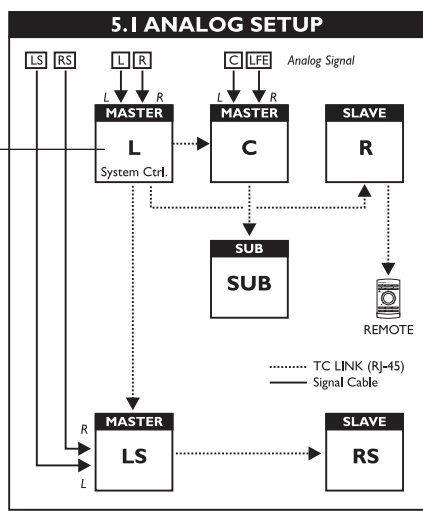 5.1 ANALOG SETUP
LS RS L R C LFE Analog Signal
L R L R
MASTER MASTER SLAVE
L C R
System Ctrl.
SUB
SUB
REMOTE
TC LINK (RJ-45)
Signal Cable
MASTER SLAVE
R
LS RS
L